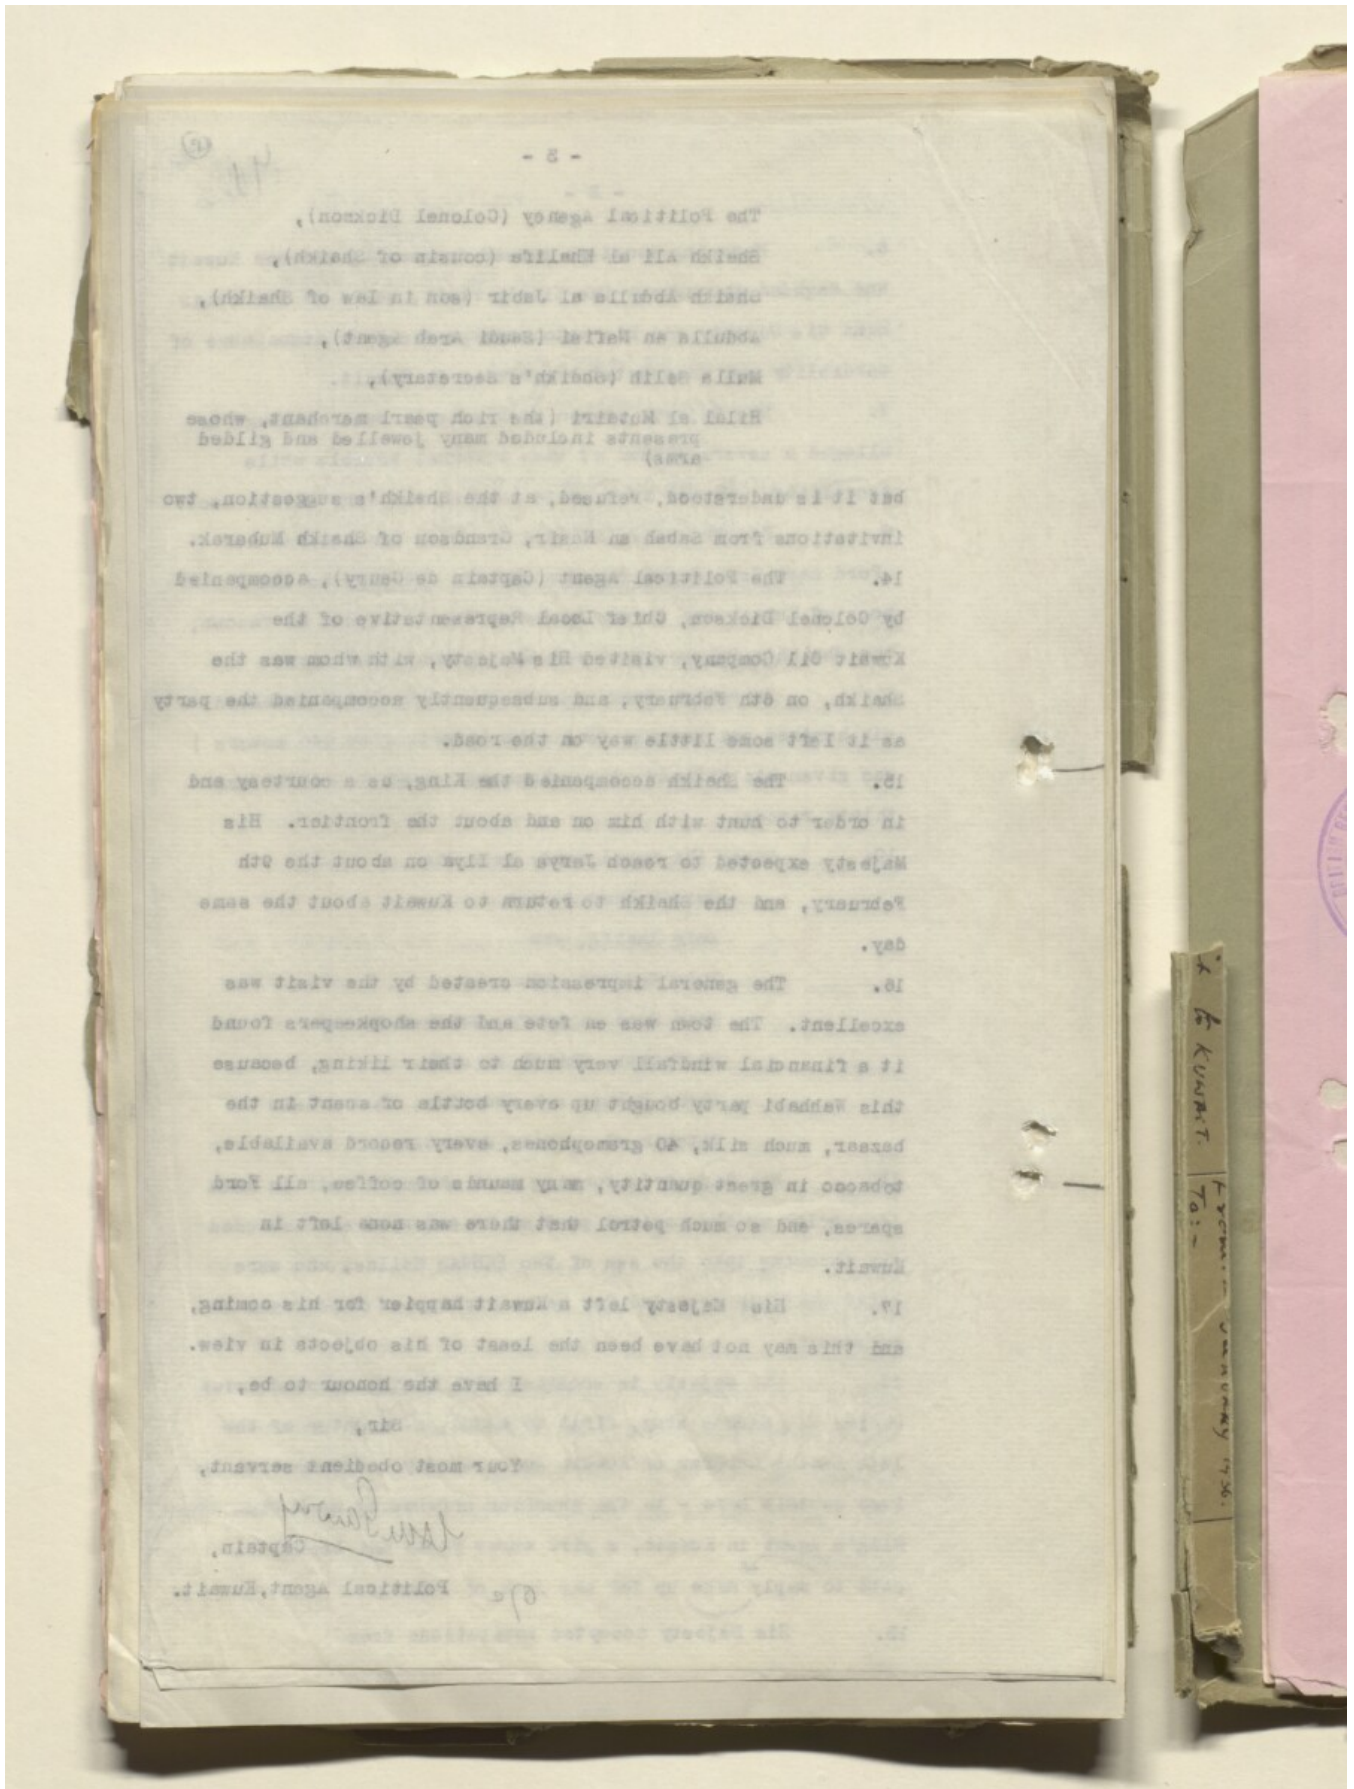 - 3 -
The Political Agency (Colonel Dickson),
Shaikh Ali al Khalifa (cousin of Shaikh),
Shaikh Abdulla al Jabir (son in law of Shaikh),
Abdulla an Nafisi (Saudi Arab Agent),
Mulla Salih (Shaikh's Secretary),
Hilal al Mutairi (the rich pearl merchant, whose
presents included many jewelled and gilded
arms)
but it is understood, refused, at the Shaikh's suggestion, two
invitations from Sabah an Nasir, Grandson of Shaikh Mubarak.
14. The Political Agent (Captain de Gaury), accompanied
by Colonel Dickson, Chief Local Representative of the
Kuwait Oil Company, visited His Majesty, with whom was the
Shaikh, on 6th February, and subsequently accompanied the party
as it left some little way on the road.
15. The Shaikh accompanied the King, as a courtesy and
in order to hunt with him on and about the frontier. His
Majesty expected to reach Jarya al Ilya on about the 9th
February, and the Shaikh to return to Kuwait about the same
day.
16. The general impression created by the visit was
excellent. The town was en fete and the shopkeepers found
it a financial windfall very much to their liking, because
this Wahhabi party bought up every bottle of scent in the
bazaar, much silk, 40 gramophones, every record available,
tobacco in great quantity, many maunds of coffee, all Ford
spares, and so much petrol that there was none left in
Kuwait.
17. His Majesty left a Kuwait happier for his coming,
and this may not have been the least of his objects in view.
I have the honour to be,
Sir,
Your most obedient servant,
Captain,
Political Agent, Kuwait.
to KUWAIT.
From:-
To:-